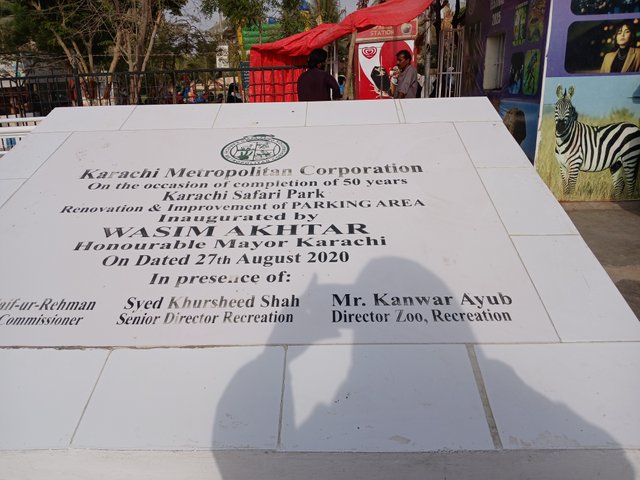 STATION
Karachi Metropolitan Corporation
On the occasion of completion of 50 years
Karachi Safari Park
Renovation & Improvement of PARKING AREA
Inaugurated by
WASIM AKHTAR
Honourable Mayor Karachi
On Dated 27th August 2020
In presence of:
aif-ur-Rehman
Commissioner
Syed Khursheed Shah
Senior Director Recreation
Mr. Kanwar Ayub
Director Zoo, Recreation